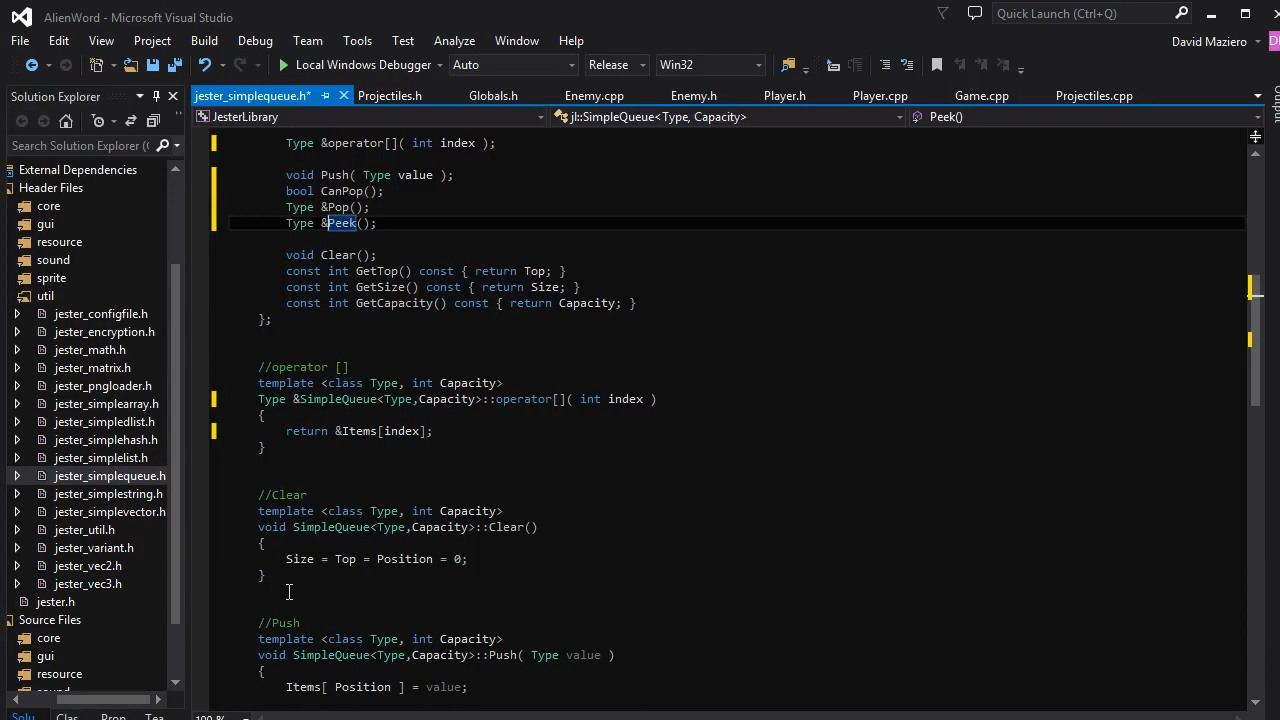 AlienWord - Microsoft Visual Studio
Quick Launch (Ctrl+Q)
File Edit View Project Build Debug Team Tools Test Analyze Window Help
David Maziero
Local Windows Debugger Auto Release Win32
Solution Explorer
jester_simplequeue.h* Projectiles.h Globals.h Enemy.cpp Enemy.h Player.h Player.cpp Game.cpp Projectiles.cpp
JesterLibrary jl::SimpleQueue<Type, Capacity> Peek()
Output
Search Solution Explorer (
External Dependencies
Header Files
core
gui
resource
sound
sprite
util
jester_configfile.h
jester_encryption.h
jester_math.h
jester_matrix.h
jester_pngloader.h
jester_simplearray.h
jester_simpledlist.h
jester_simplehash.h
jester_simplelist.h
jester_simplequeue.h
jester_simplestring.h
jester_simplevector.h
jester_util.h
jester_variant.h
jester_vec2.h
jester_vec3.h
jester.h
Source Files
core
gui
resource
Solu... Clas... Prop... Tea...
Type &operator[]( int index );
void Push( Type value );
bool CanPop();
Type &Pop();
Type &Peek();
void Clear();
const int GetTop() const { return Top; }
const int GetSize() const { return Size; }
const int GetCapacity() const { return Capacity; }
};
//operator []
template <class Type, int Capacity>
Type &SimpleQueue<Type,Capacity>::operator[]( int index )
{
return &Items[index];
}
//Clear
template <class Type, int Capacity>
void SimpleQueue<Type,Capacity>::Clear()
{
Size = Top = Position = 0;
}
//Push
template <class Type, int Capacity>
void SimpleQueue<Type,Capacity>::Push( Type value )
{
Items[ Position ] = value;
100 %